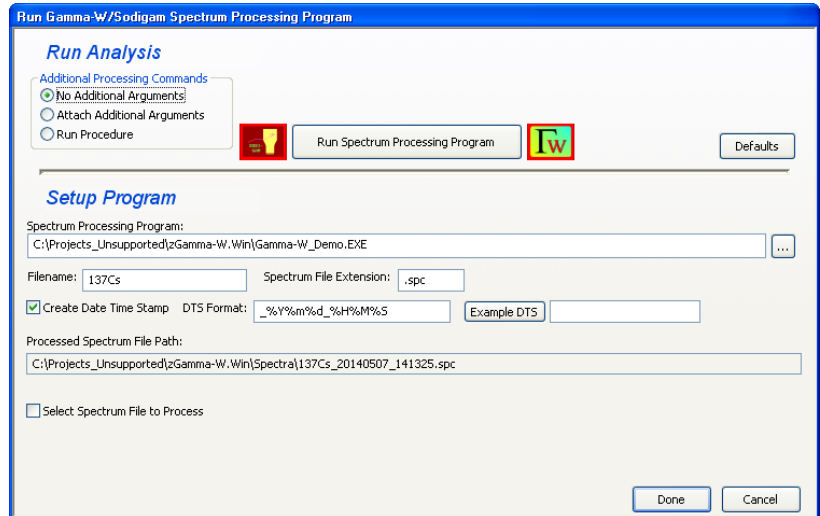 Run Gamma-W/Sodigam Spectrum Processing Program
Run Analysis
Additional Processing Commands
No Additional Arguments
Attach Additional Arguments
Run Procedure
Run Spectrum Processing Program
Γw
Defaults
Setup Program
Spectrum Processing Program:
C:\Projects_Unsupported\zGamma-W.Win\Gamma-W_Demo.EXE
...
Filename: 137Cs Spectrum File Extension: .spc
Create Date Time Stamp DTS Format: _%Y%m%d_%H%M%S Example DTS
Processed Spectrum File Path:
C:\Projects_Unsupported\zGamma-W.Win\Spectra\137Cs_20140507_141325.spc
Select Spectrum File to Process
Done Cancel